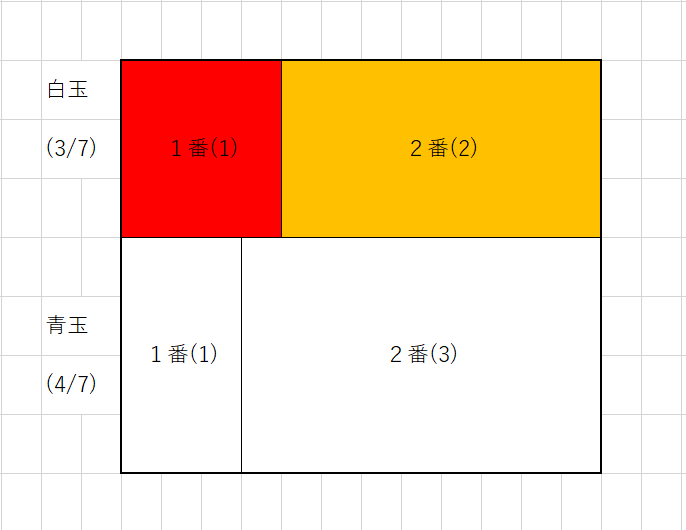 白玉
(3/7)
１番(1)
２番(2)
青玉
(4/7)
１番(1)
２番(3)